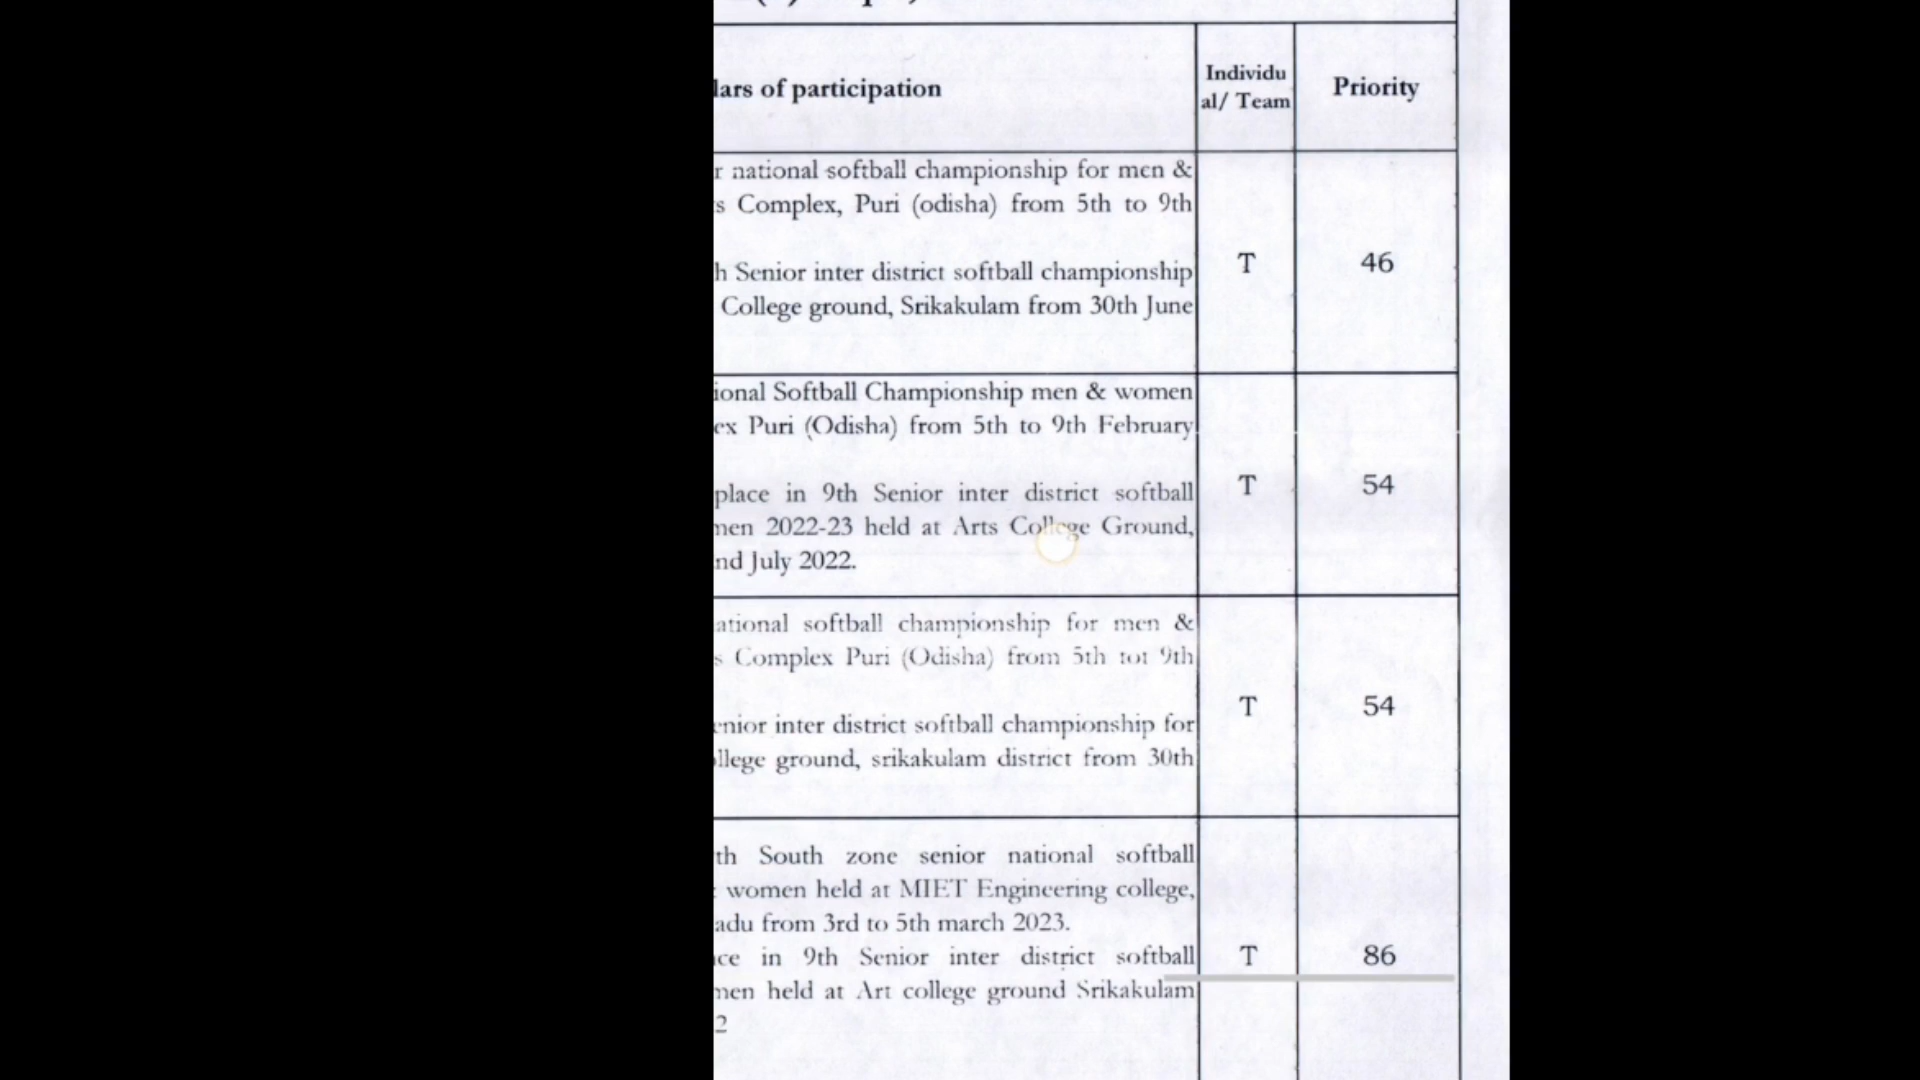 lars of participation
Individu
al/ Team
Priority
r national softball championship for men &
s Complex, Puri (odisha) from 5th to 9th
h Senior inter district softball championship
College ground, Srikakulam from 30th June
T
46
ional Softball Championship men & women
ex Puri (Odisha) from 5th to 9th February
place in 9th Senior inter district softball
men 2022-23 held at Arts College Ground,
nd July 2022.
T
54
ational softball championship for men &
s Complex Puri (Odisha) from 5th tot 9th
enior inter district softball championship for
ollege ground, srikakulam district from 30th
T
54
th South zone senior national softball
women held at MIET Engineering college,
adu from 3rd to 5th march 2023.
ce in 9th Senior inter district softball
men held at Art college ground Srikakulam
2
T
86